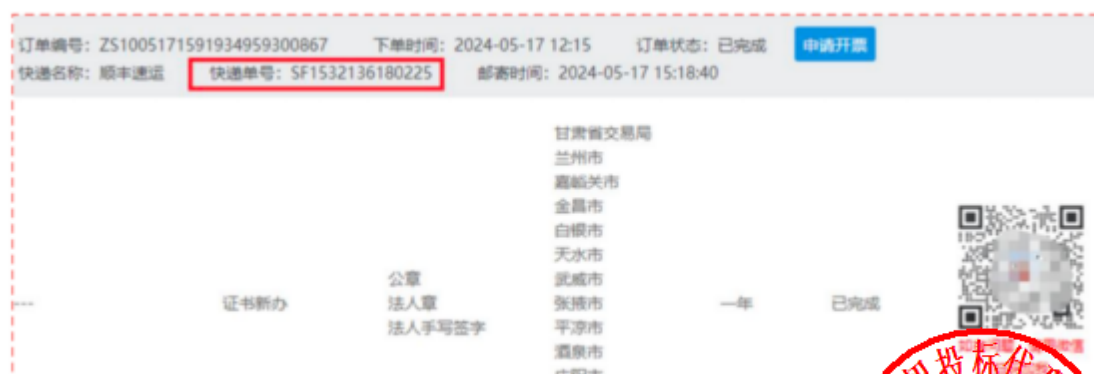 订单编号：ZS1005171591934959300867 下单时间：2024-05-17 12:15 订单状态：已完成 申请开票
快递名称：顺丰速运 快递单号：SF1532136180225 邮寄时间：2024-05-17 15:18:40
甘肃省交易局
兰州市
嘉峪关市
金昌市
白银市
天水市
公章 武威市
--- 证书新办 法人章 张掖市 一年 已完成
法人手写签字 平凉市
酒泉市
投标代